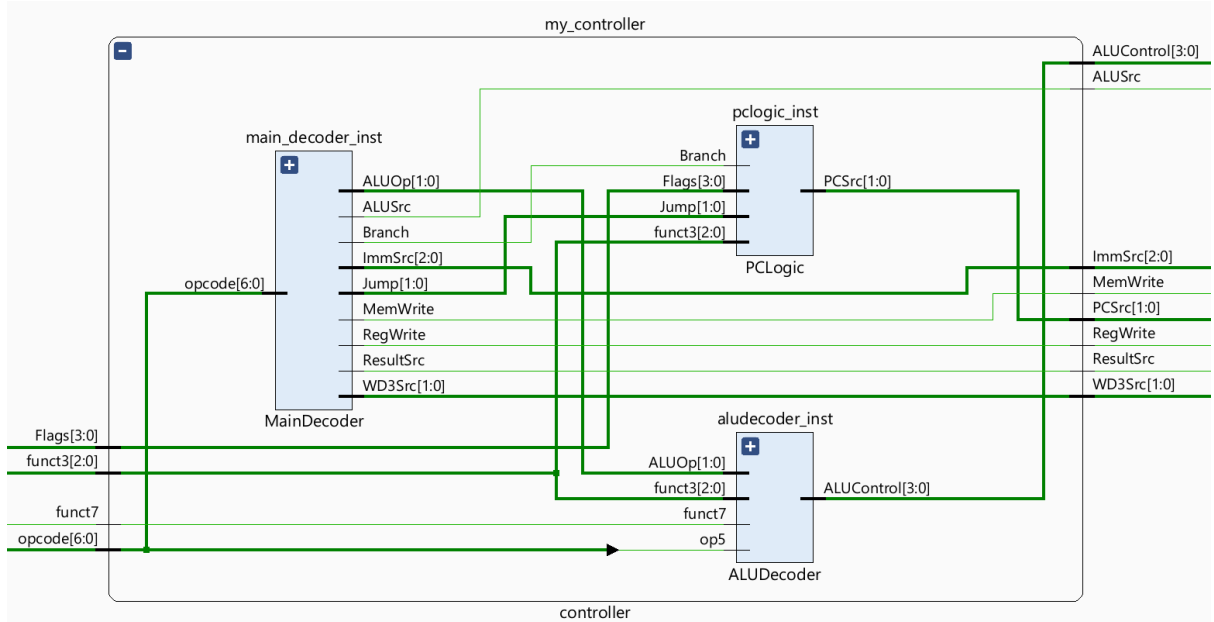 my_controller
ALUControl[3:0]
ALUSrc
main_decoder_inst
ALUOp[1:0]
ALUSrc
Branch
ImmSrc[2:0]
opcode[6:0]
Jump[1:0]
MemWrite
RegWrite
ResultSrc
WD3Src[1:0]
MainDecoder
pclogic_inst
Branch
Flags[3:0]
Jump[1:0]
funct3[2:0]
PCSrc[1:0]
PCLogic
ImmSrc[2:0]
MemWrite
PCSrc[1:0]
RegWrite
ResultSrc
WD3Src[1:0]
Flags[3:0]
funct3[2:0]
funct7
opcode[6:0]
aludecoder_inst
ALUOp[1:0]
funct3[2:0]
funct7
op5
ALUControl[3:0]
ALUDecoder
controller